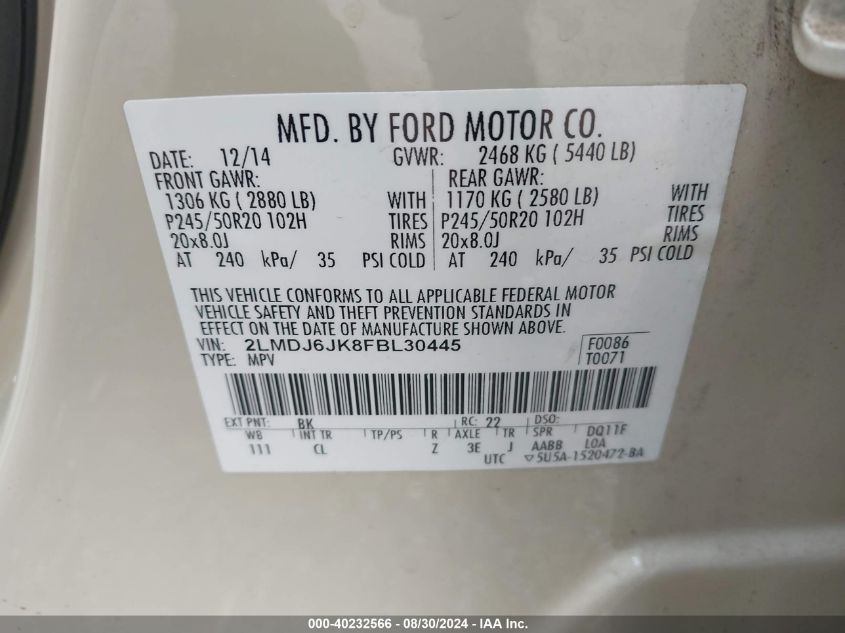 MFD. BY FORD MOTOR CO.
DATE: 12/14 GVWR: 2468 KG ( 5440 LB)
FRONT GAWR: REAR GAWR:
1306 KG ( 2880 LB) WITH 1170 KG ( 2580 LB) WITH
P245/50R20 102H TIRES P245/50R20 102H TIRES
20x8.0J RIMS 20x8.0J RIMS
AT 240 kPa/ 35 PSI COLD AT 240 kPa/ 35 PSI COLD
THIS VEHICLE CONFORMS TO ALL APPLICABLE FEDERAL MOTOR
VEHICLE SAFETY AND THEFT PREVENTION STANDARDS IN
EFFECT ON THE DATE OF MANUFACTURE SHOWN ABOVE.
VIN: 2LMDJ6JK8FBL30445 F0086
TYPE: MPV T0071
EXT PNT: BK RC: 22 DSO:
WB INT TR TP/PS R AXLE TR SPR DQ11F
111 CL Z 3E J AABB LOA
UTC ▽5U5A-1520472-BA
000-40232566 - 08/30/2024 - IAA Inc.